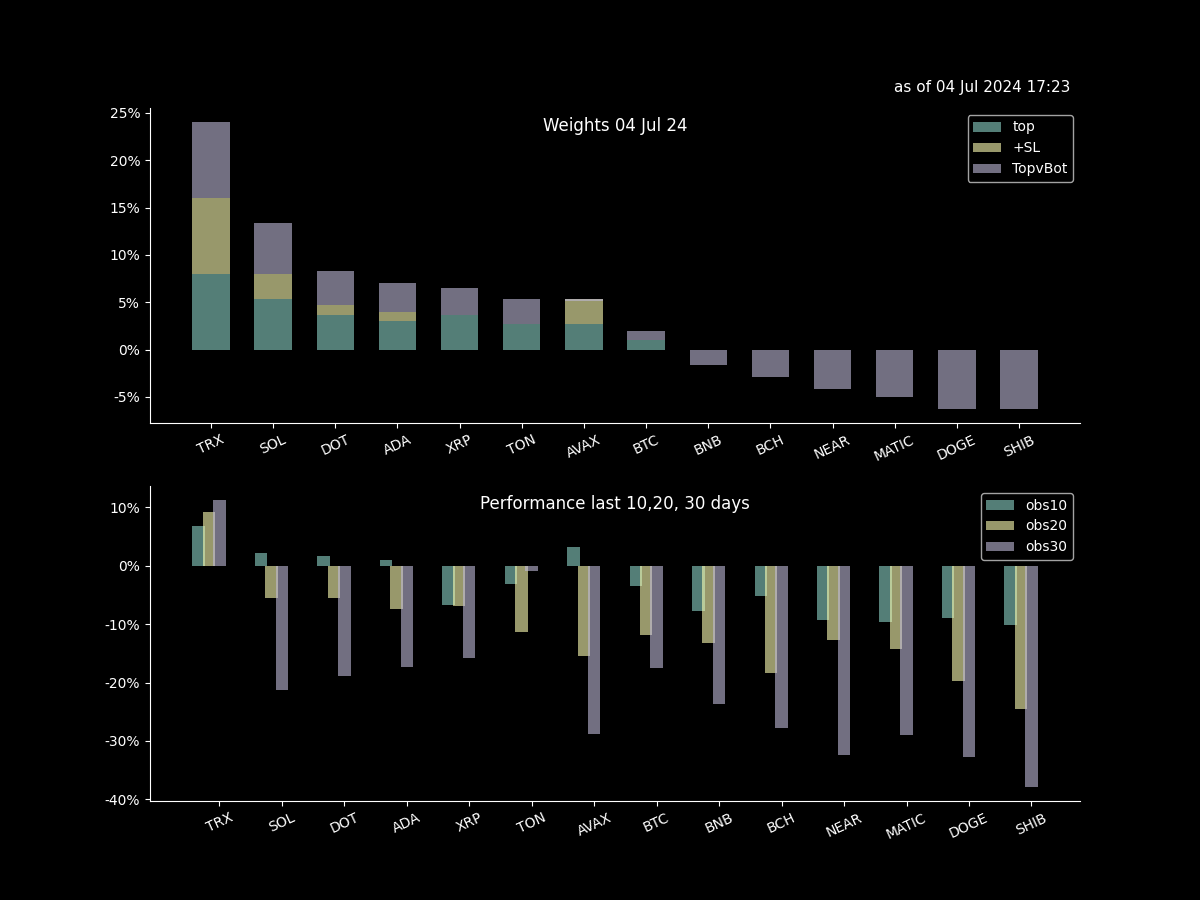 as of 04 Jul 2024 17:23
Weights 04 Jul 24
top
+SL
TopvBot
25%
20%
15%
10%
5%
0%
-5%
TRX SOL DOT ADA XRP TON AVAX BTC BNB BCH NEAR MATIC DOGE SHIB
Performance last 10,20, 30 days
obs10
obs20
obs30
10%
0%
-10%
-20%
-30%
-40%
TRX SOL DOT ADA XRP TON AVAX BTC BNB BCH NEAR MATIC DOGE SHIB